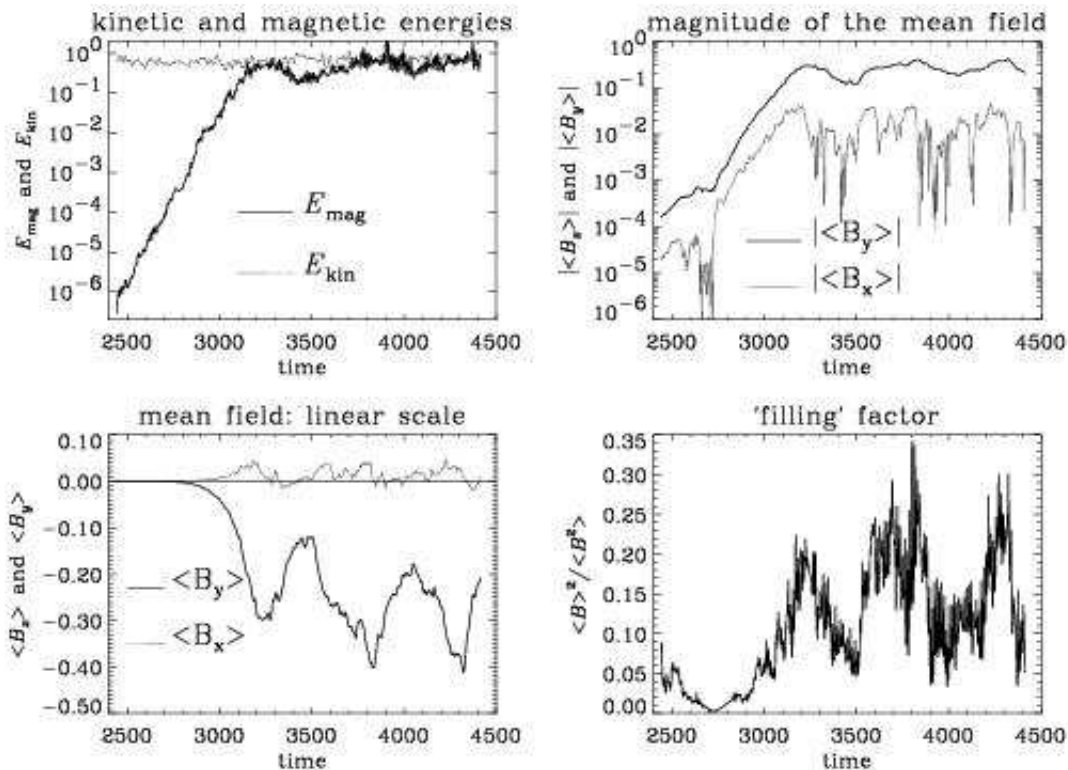 kinetic and magnetic energies
E_mag and E_kin
10^0
10^-1
10^-2
10^-3
10^-4
10^-5
10^-6
E_mag
E_kin
2500 3000 3500 4000 4500
time
magnitude of the mean field
|<B_x>| and |<B_y>|
10^0
10^-1
10^-2
10^-3
10^-4
10^-5
10^-6
|<B_y>|
|<B_x>|
2500 3000 3500 4000 4500
time
mean field: linear scale
<B_x> and <B_y>
0.10
0.00
-0.10
-0.20
-0.30
-0.40
-0.50
<B_y>
<B_x>
2500 3000 3500 4000 4500
time
'filling' factor
<B>^2/<B^2>
0.35
0.30
0.25
0.20
0.15
0.10
0.05
0.00
2500 3000 3500 4000 4500
time